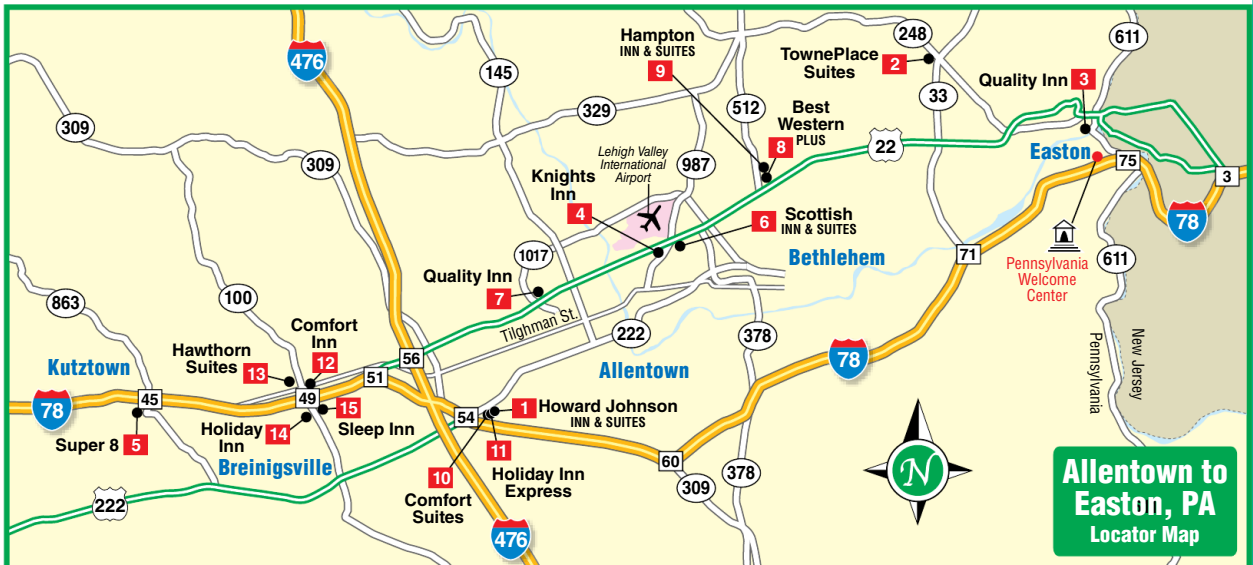 476
145
309
329
309
Hampton
INN & SUITES
9
512
Best
Western
PLUS
8
TownePlace
Suites
2
248
33
22
Quality Inn
3
611
Easton
75
3
78
Pennsylvania
Welcome
Center
611
71
Lehigh Valley
International
Airport
987
Knights
Inn
4
6
Scottish
INN & SUITES
Bethlehem
1017
Quality Inn
7
Tilghman St.
222
378
Allentown
78
863
100
Comfort
Inn
12
Hawthorn
Suites
13
Kutztown
78
45
49
51
56
54
Super 8
5
Holiday
Inn
14
15
Sleep Inn
Breinigsville
1
Howard Johnson
INN & SUITES
11
Holiday Inn
Express
10
Comfort
Suites
60
309
378
222
476
N
Pennsylvania
New Jersey
Allentown to
Easton, PA
Locator Map